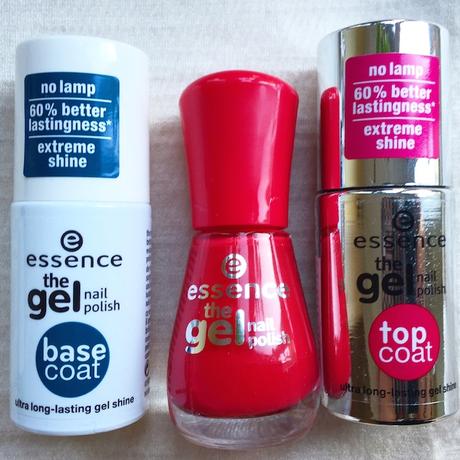 no lamp
60% better
lastingness*
extreme
shine
e
essence
the
gel nail
polish
base
coat
ultra long-lasting gel shine
e
essence
the
gel nail
polish
no lamp
60% better
lastingness*
extreme
shine
e
essence
the
gel nail
polish
top
coat
ultra long-lasting gel shine